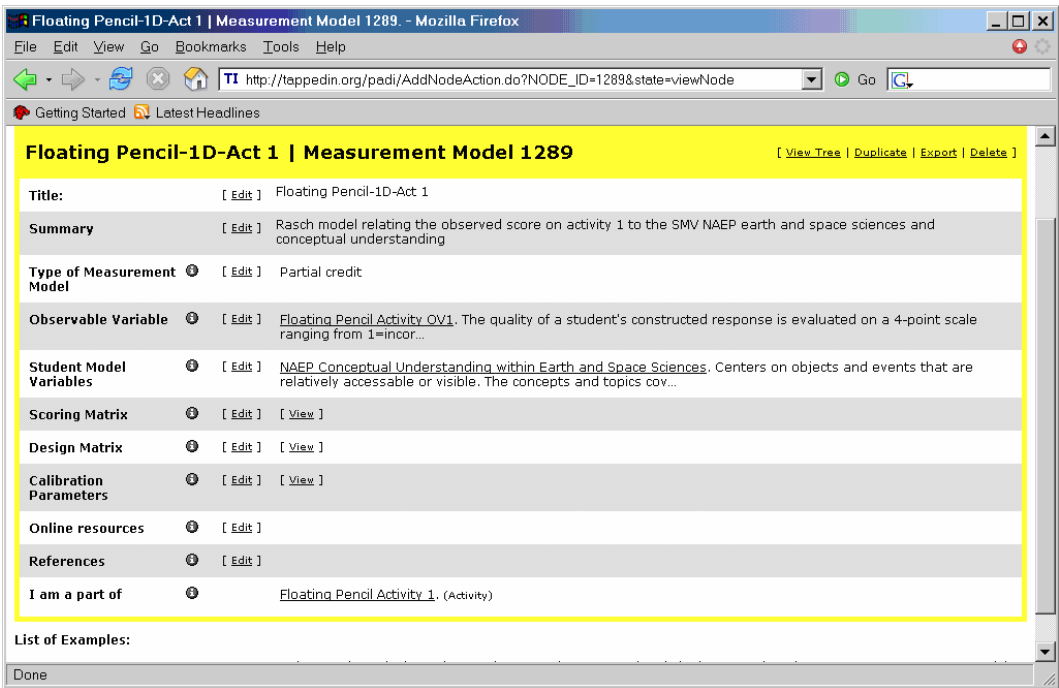 Floating Pencil-1D-Act 1 | Measurement Model 1289. - Mozilla Firefox
File Edit View Go Bookmarks Tools Help
TI http://tappedin.org/padi/AddNodeAction.do?NODE_ID=1289&state=viewNode Go G
Getting Started Latest Headlines
Floating Pencil-1D-Act 1 | Measurement Model 1289 [ View Tree | Duplicate | Export | Delete ]
Title: [ Edit ] Floating Pencil-1D-Act 1
Summary [ Edit ] Rasch model relating the observed score on activity 1 to the SMV NAEP earth and space sciences and
conceptual understanding
Type of Measurement [ Edit ] Partial credit
Model
Observable Variable [ Edit ] Floating Pencil Activity OV1. The quality of a student's constructed response is evaluated on a 4-point scale
ranging from 1=incor...
Student Model [ Edit ] NAEP Conceptual Understanding within Earth and Space Sciences. Centers on objects and events that are
Variables relatively accessable or visible. The concepts and topics cov...
Scoring Matrix [ Edit ] [ View ]
Design Matrix [ Edit ] [ View ]
Calibration [ Edit ] [ View ]
Parameters
Online resources [ Edit ]
References [ Edit ]
I am a part of Floating Pencil Activity 1. (Activity)
List of Examples:
Done